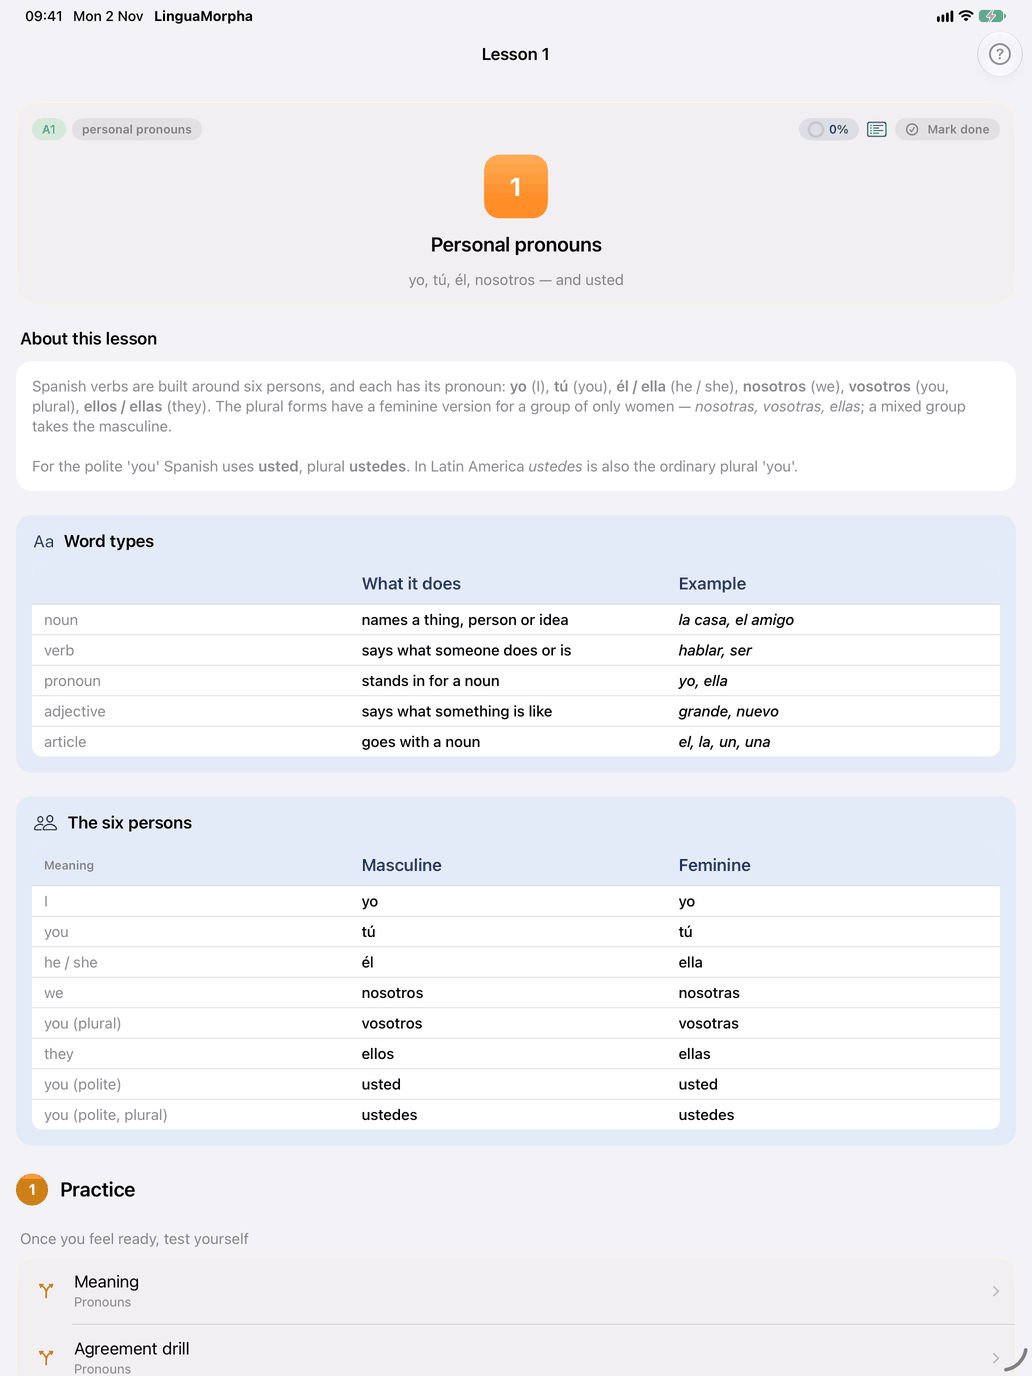 09:41 Mon 2 Nov LinguaMorpha
Lesson 1
?
A1 personal pronouns 0% Mark done
1
Personal pronouns
yo, tú, él, nosotros — and usted
About this lesson
Spanish verbs are built around six persons, and each has its pronoun: yo (I), tú (you), él / ella (he / she), nosotros (we), vosotros (you,
plural), ellos / ellas (they). The plural forms have a feminine version for a group of only women — nosotras, vosotras, ellas; a mixed group
takes the masculine.
For the polite 'you' Spanish uses usted, plural ustedes. In Latin America ustedes is also the ordinary plural 'you'.
Aa Word types
What it does Example
noun names a thing, person or idea la casa, el amigo
verb says what someone does or is hablar, ser
pronoun stands in for a noun yo, ella
adjective says what something is like grande, nuevo
article goes with a noun el, la, un, una
The six persons
Meaning Masculine Feminine
I yo yo
you tú tú
he / she él ella
we nosotros nosotras
you (plural) vosotros vosotras
they ellos ellas
you (polite) usted usted
you (polite, plural) ustedes ustedes
1 Practice
Once you feel ready, test yourself
Meaning
Pronouns
Agreement drill
Pronouns